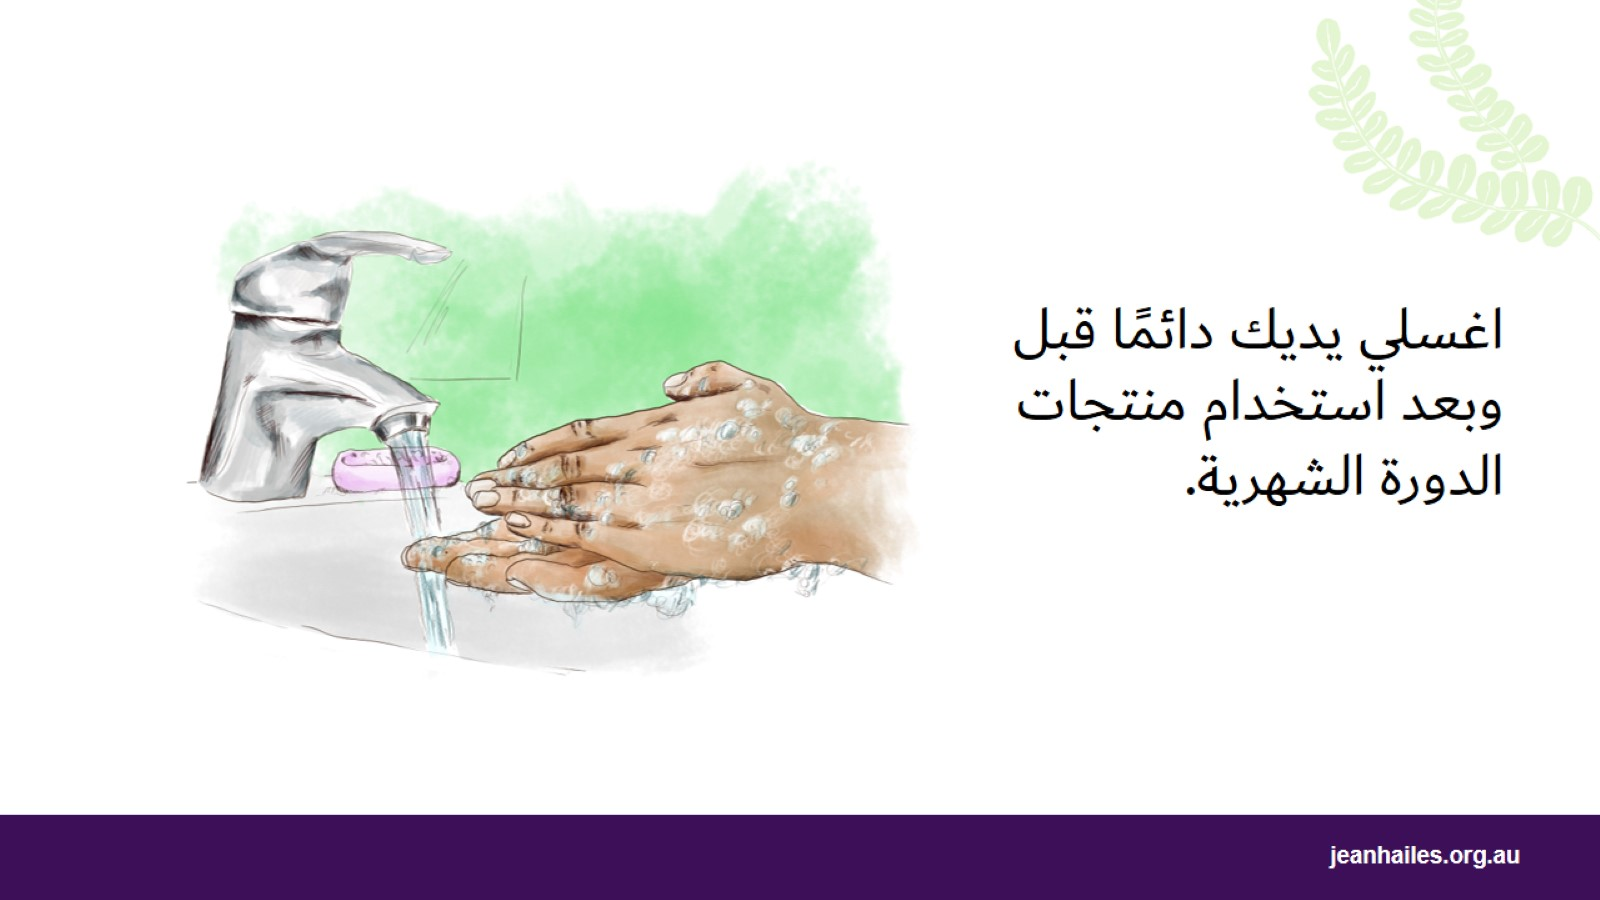 اغسلي يديك دائمًا قبل
وبعد استخدام منتجات
الدورة الشهرية.
jeanhailes.org.au